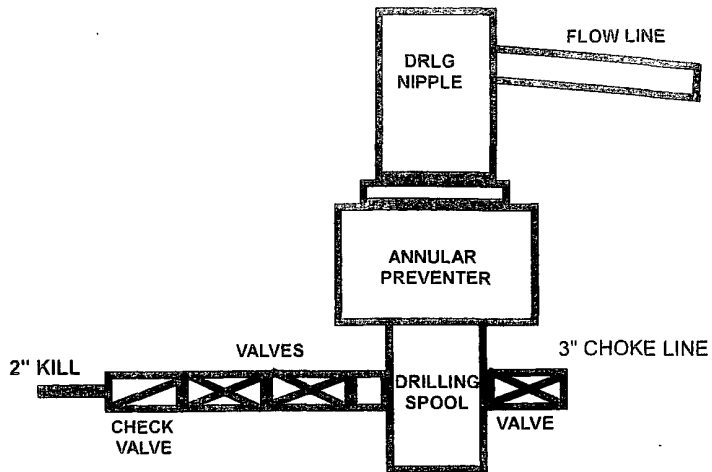 FLOW LINE
DRLG
NIPPLE
ANNULAR
PREVENTER
VALVES
3" CHOKE LINE
2" KILL
DRILLING
SPOOL
CHECK
VALVE
VALVE